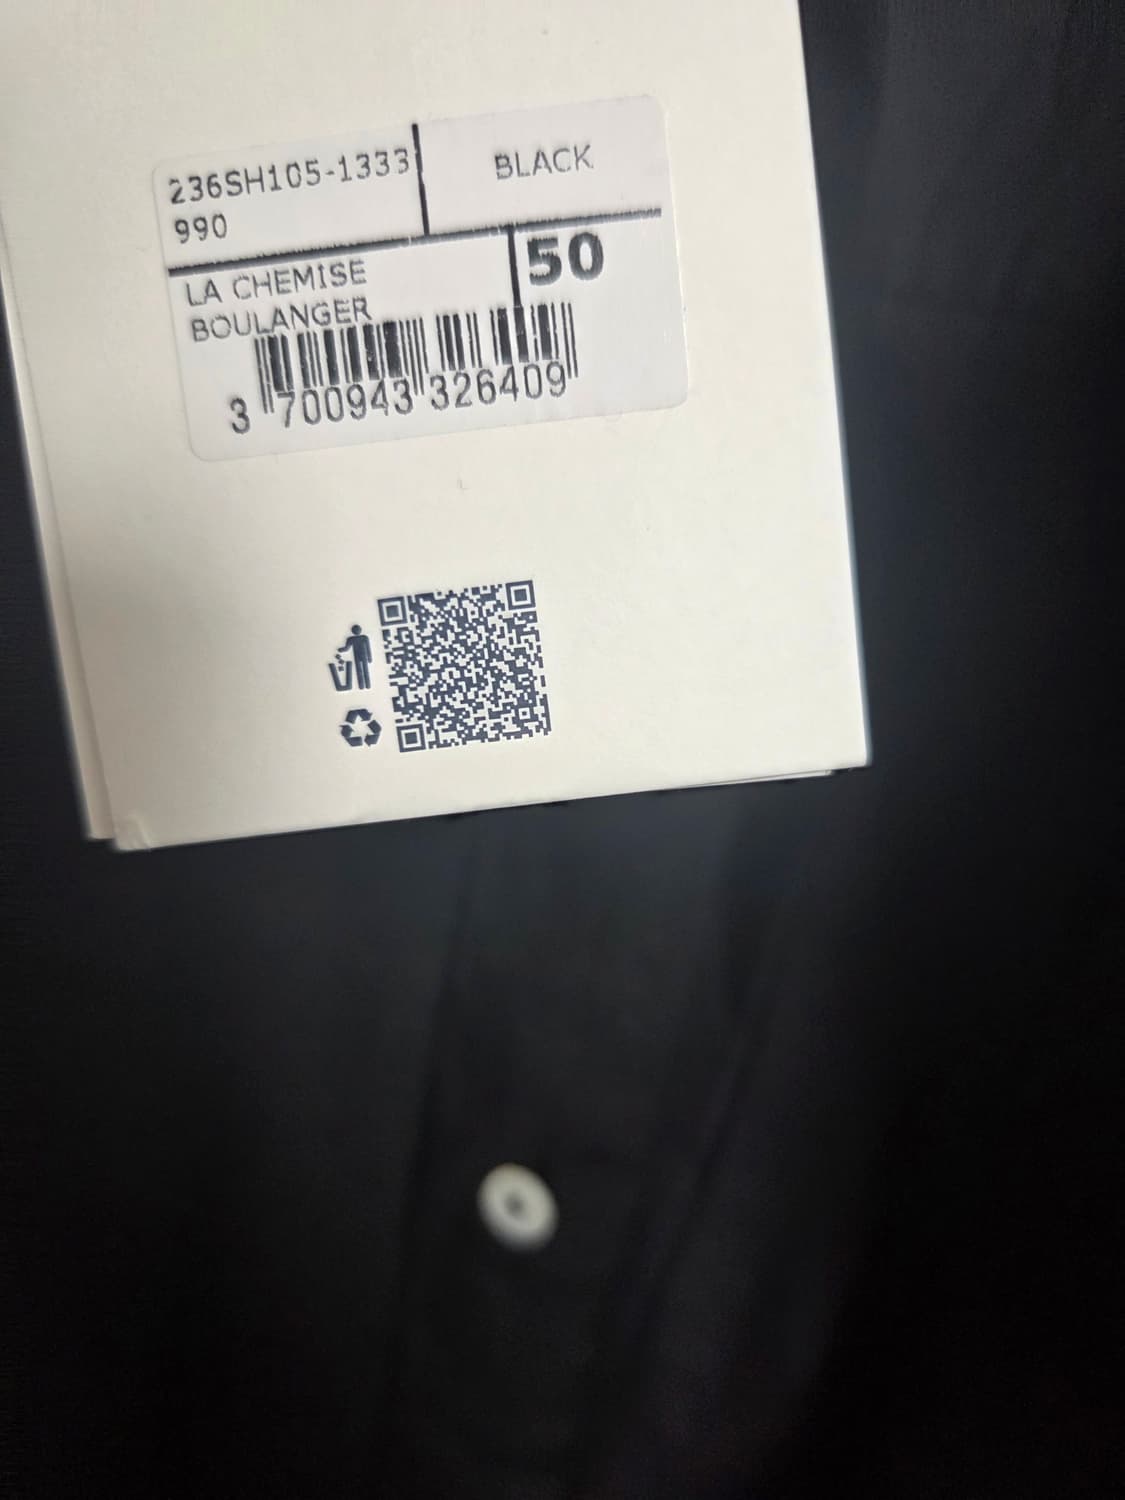 236SH105-1333
990
BLACK
LA CHEMISE
BOULANGER
50
3 700943 326409